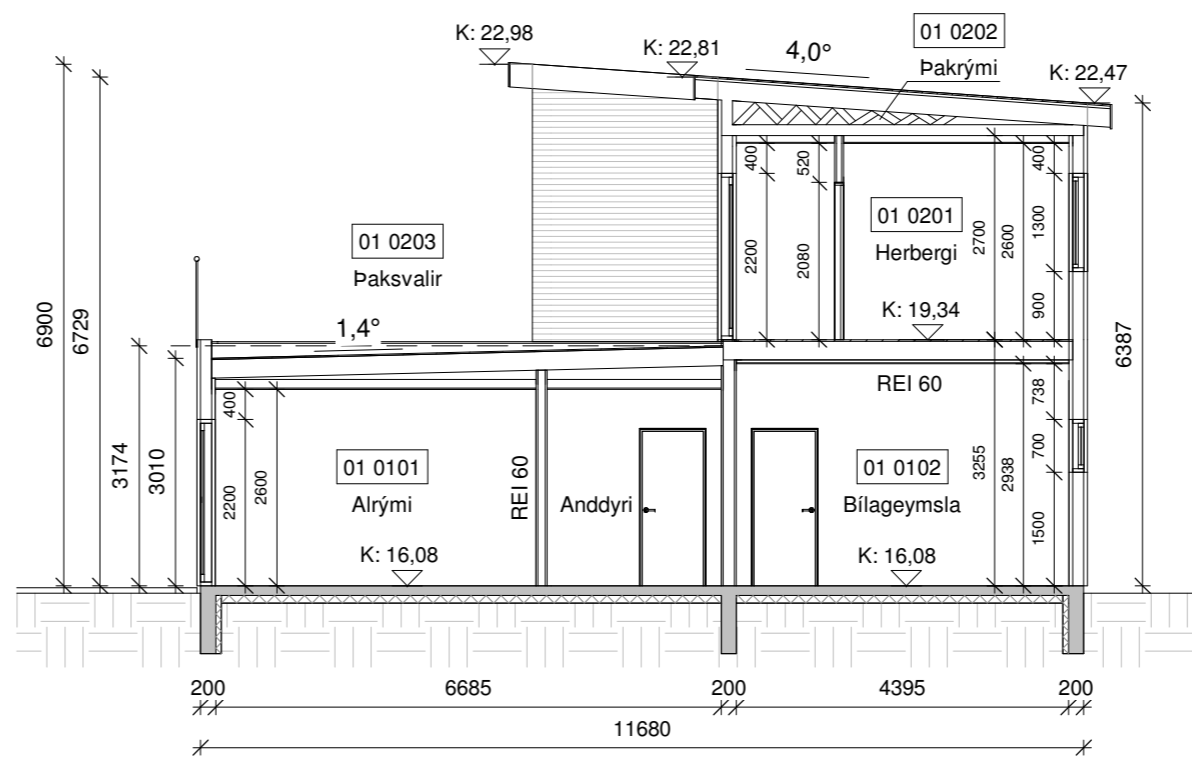 K: 22,98
K: 22,81
4,0°
01 0202
Þakrými
K: 22,47
400
520
400
01 0203
Þaksvalir
2200
2080
01 0201
Herbergi
2700
2600
1300
900
K: 19,34
6900
6729
1,4°
6387
REI 60
738
400
3174
3010
2200
2600
01 0101
Alrými
REI 60
Anddyri
01 0102
Bílageymsla
3255
2938
700
1500
K: 16,08
K: 16,08
200
6685
200
4395
200
11680